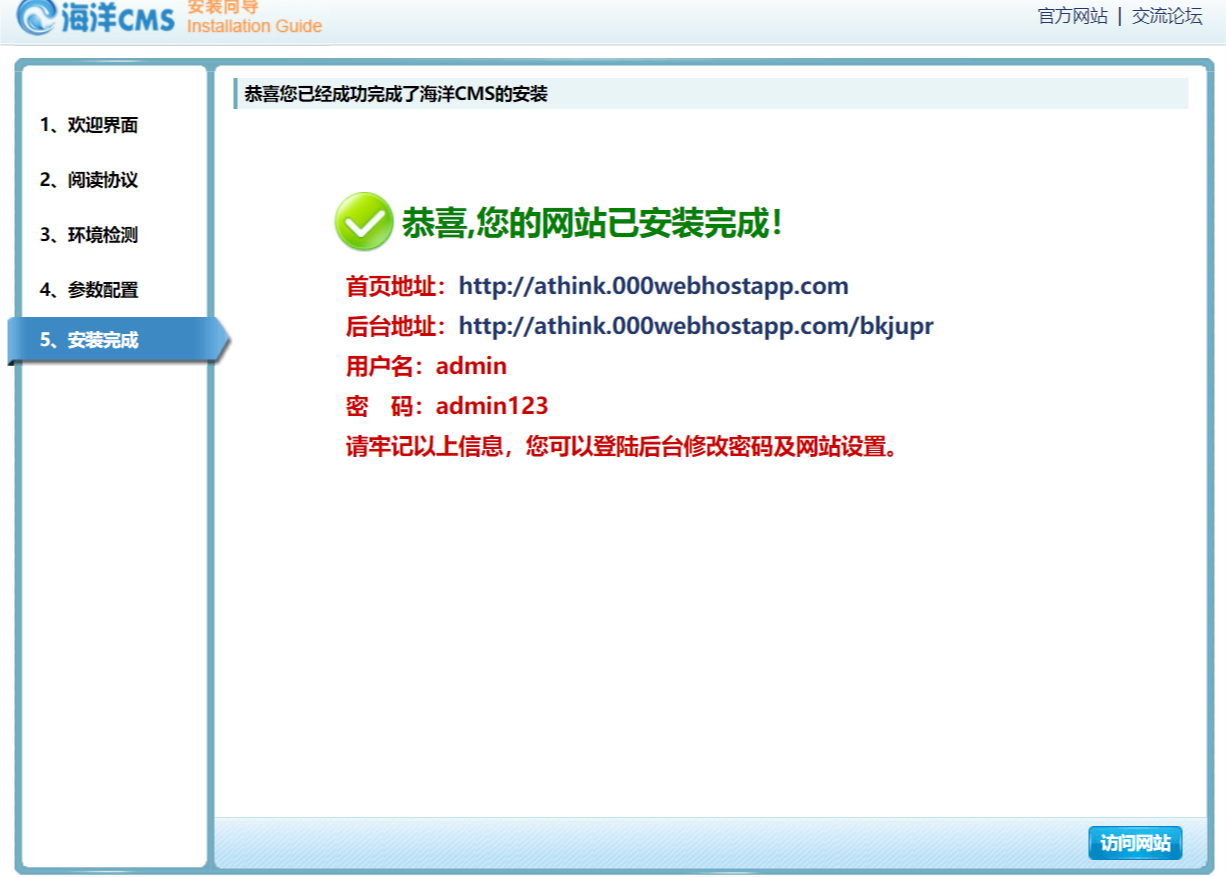 海洋CMS
安装向导
Installation Guide
官方网站 | 交流论坛
恭喜您已经成功完成了海洋CMS的安装
1、欢迎界面
2、阅读协议
3、环境检测
4、参数配置
5、安装完成
恭喜,您的网站已安装完成!
首页地址：http://athink.000webhostapp.com
后台地址：http://athink.000webhostapp.com/bkjupr
用户名：admin
密　码：admin123
请牢记以上信息，您可以登陆后台修改密码及网站设置。
访问网站